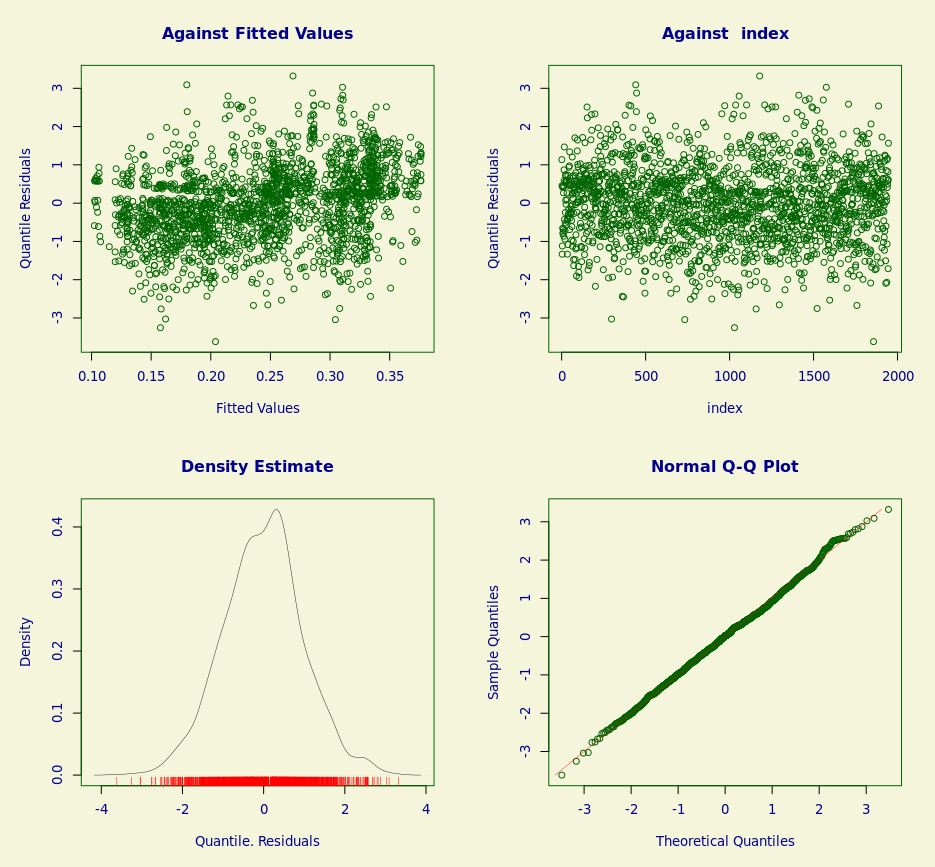 Against Fitted Values
Quantile Residuals
3
2
1
0
-1
-2
-3
0.10 0.15 0.20 0.25 0.30 0.35
Fitted Values
Against  index
Quantile Residuals
3
2
1
0
-1
-2
-3
0 500 1000 1500 2000
index
Density Estimate
Density
0.4
0.3
0.2
0.1
0.0
-4 -2 0 2 4
Quantile. Residuals
Normal Q-Q Plot
Sample Quantiles
3
2
1
0
-1
-2
-3
-3 -2 -1 0 1 2 3
Theoretical Quantiles